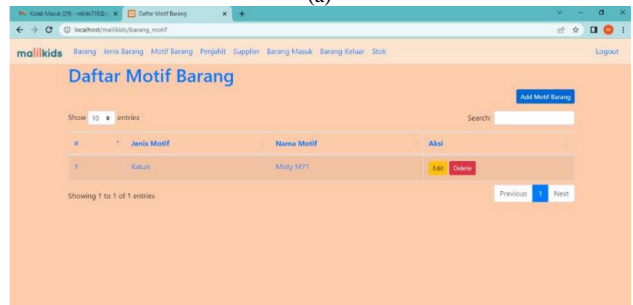 (a)
Daftar Motif Barang
localhost/malikids/barang_motif
malikids Barang Jenis Barang Motif Barang Penjahit Supplier Barang Masuk Barang Keluar Stok Logout
Daftar Motif Barang
Add Motif Barang
Show 10 entries Search:
# Jenis Motif Nama Motif Aksi
1 Katun Misty M71 Edit Delete
Showing 1 to 1 of 1 entries Previous 1 Next